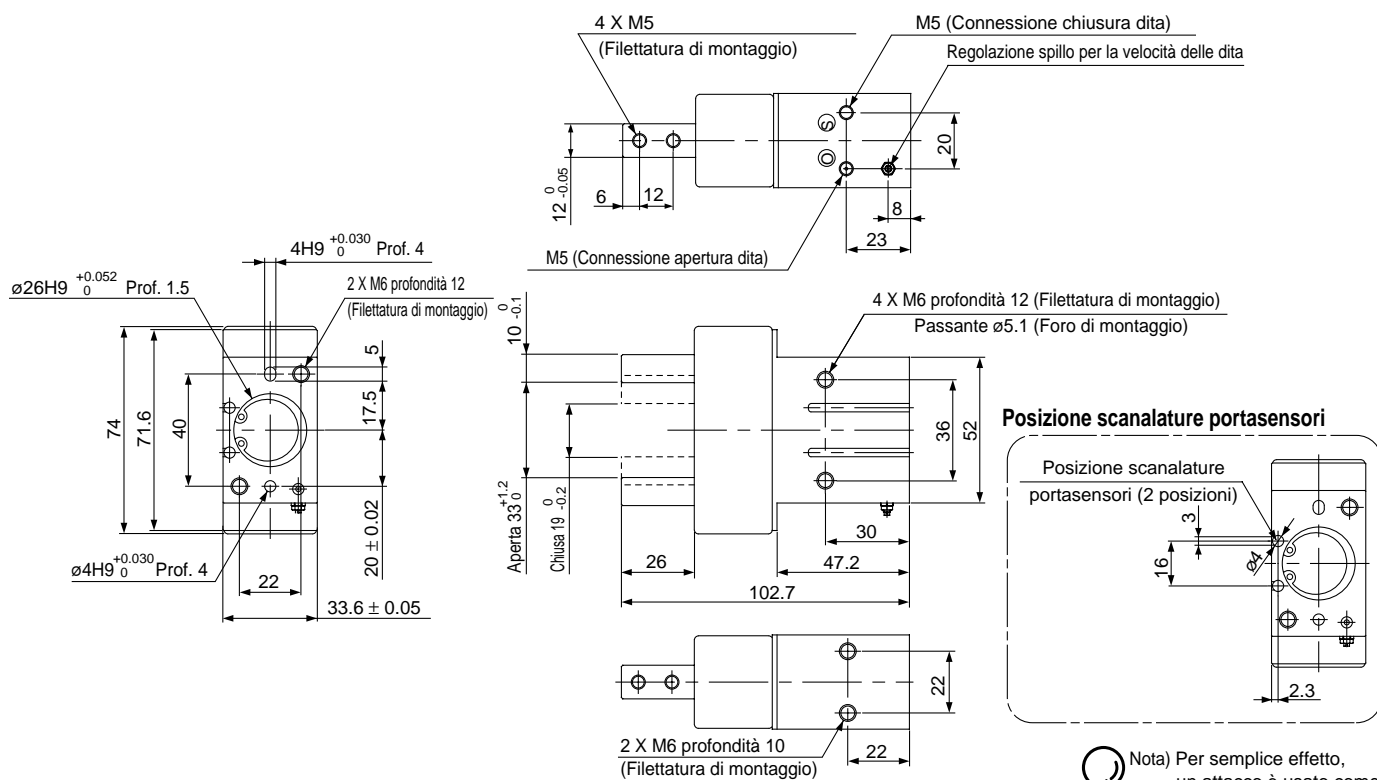 4 X M5
(Filettatura di montaggio)
M5 (Connessione chiusura dita)
Regolazione spillo per la velocità delle dita
S
O
20
12 0 -0.05
6
12
8
23
M5 (Connessione apertura dita)
4H9 +0.030 0 Prof. 4
ø26H9 +0.052 0 Prof. 1.5
2 X M6 profondità 12
(Filettatura di montaggio)
5
17.5
74
71.6
40
20 ± 0.02
ø4H9 +0.030 0 Prof. 4
22
33.6 ± 0.05
10 0 -0.1
4 X M6 profondità 12 (Filettatura di montaggio)
Passante ø5.1 (Foro di montaggio)
36
52
Aperta 33 +1.2 0
Chiusa 19 0 -0.2
30
26
47.2
102.7
22
2 X M6 profondità 10
(Filettatura di montaggio)
22
Posizione scanalature portasensori
Posizione scanalature
portasensori (2 posizioni)
3
ø4
16
2.3
Nota) Per semplice effetto,